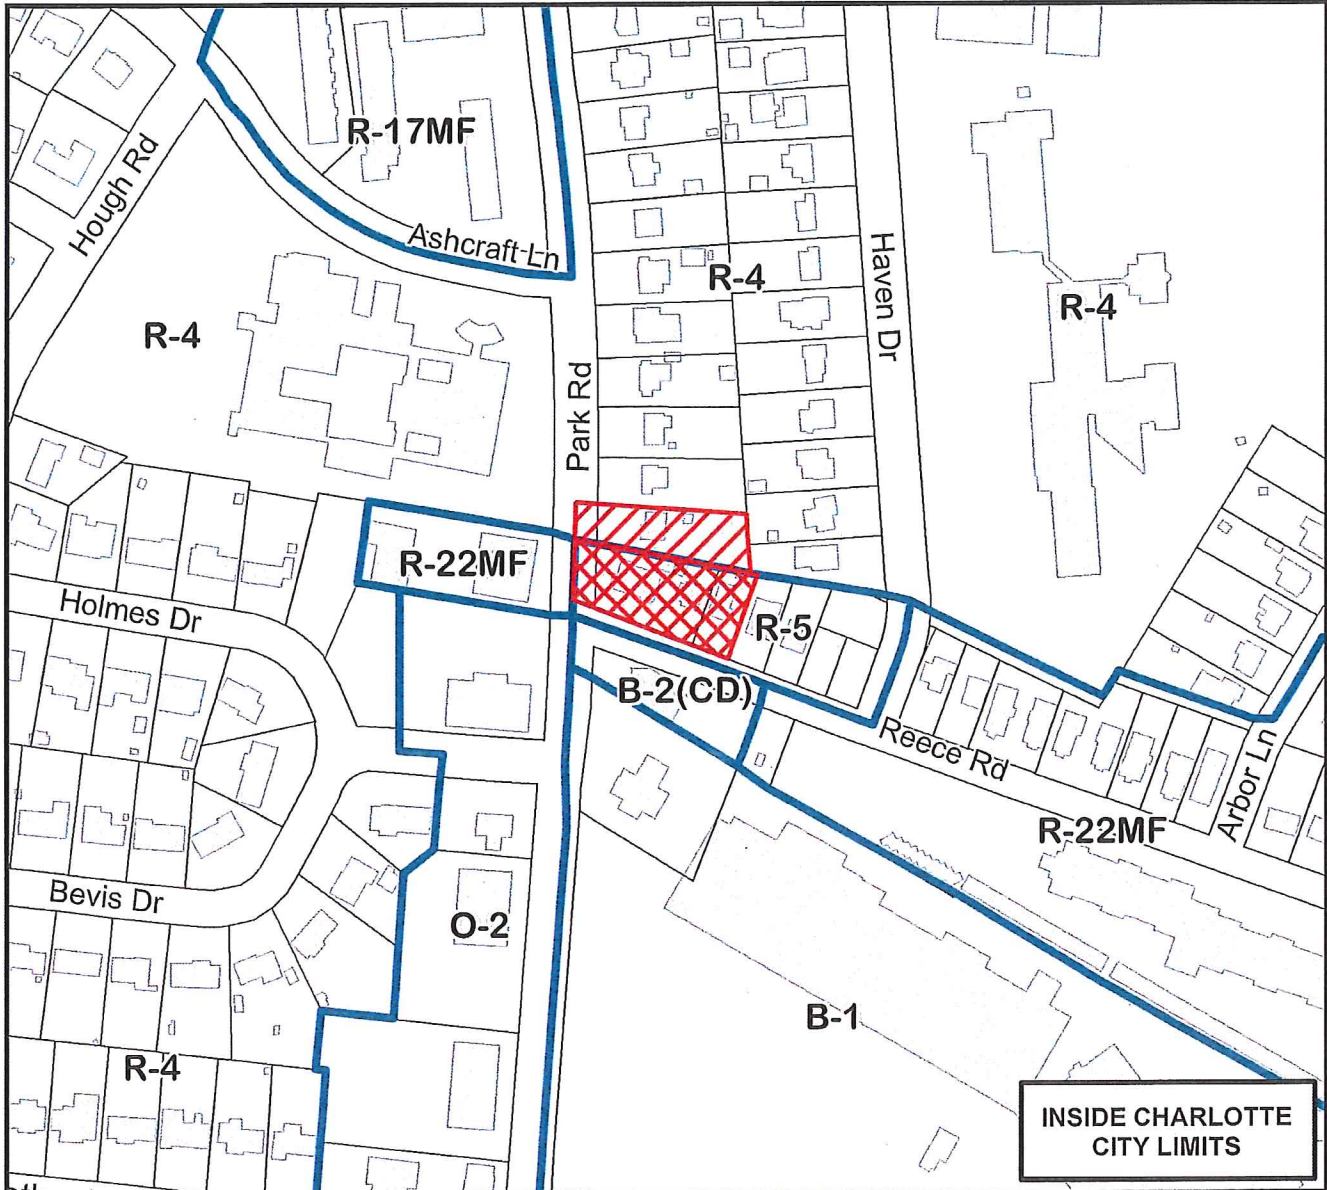 R-17MF
Hough Rd
Ashcraft Ln
Haven Dr
R-4
R-4
R-4
Park Rd
R-22MF
Holmes Dr
R-5
B-2(CD)
Reece Rd
Arbor Ln
R-22MF
Bevis Dr
O-2
B-1
R-4
INSIDE CHARLOTTE
CITY LIMITS